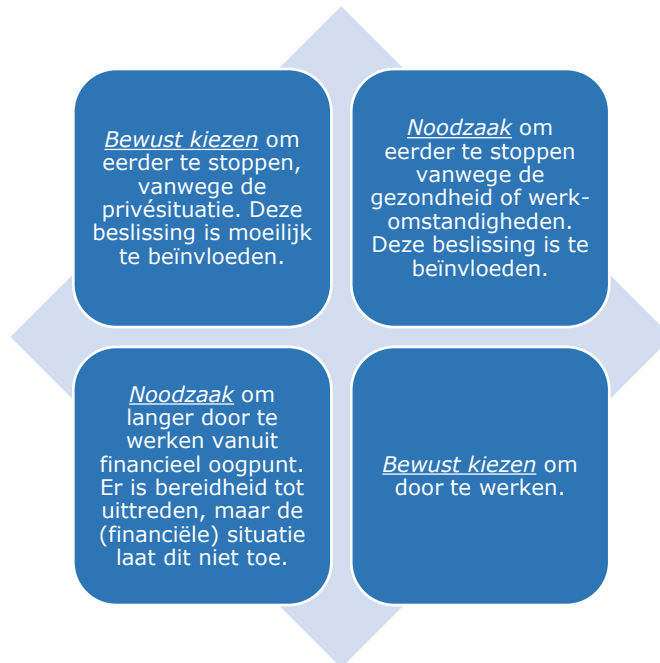 Bewust kiezen om
eerder te stoppen,
vanwege de
privésituatie. Deze
beslissing is moeilijk
te beïnvloeden.
Noodzaak om
eerder te stoppen
vanwege de
gezondheid of werk-
omstandigheden.
Deze beslissing is te
beïnvloeden.
Noodzaak om
langer door te
werken vanuit
financieel oogpunt.
Er is bereidheid tot
uittreden, maar de
(financiële) situatie
laat dit niet toe.
Bewust kiezen om
door te werken.